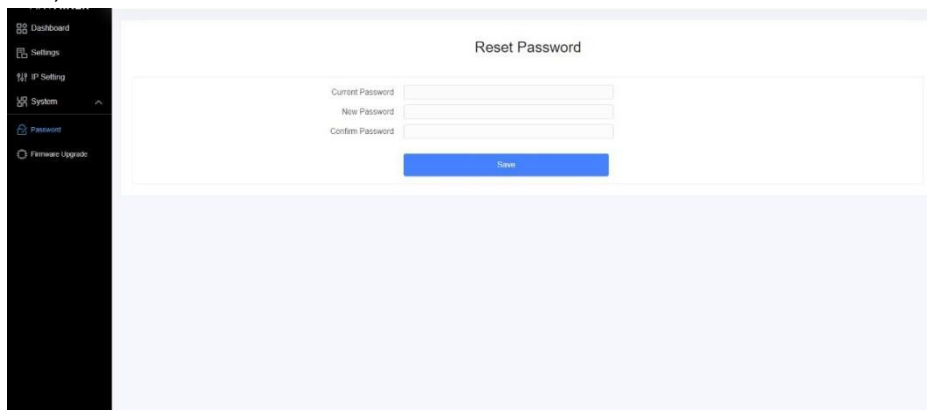 Dashboard
Settings
IP Setting
System
Password
Firmware Upgrade
Reset Password
Current Password
New Password
Confirm Password
Save